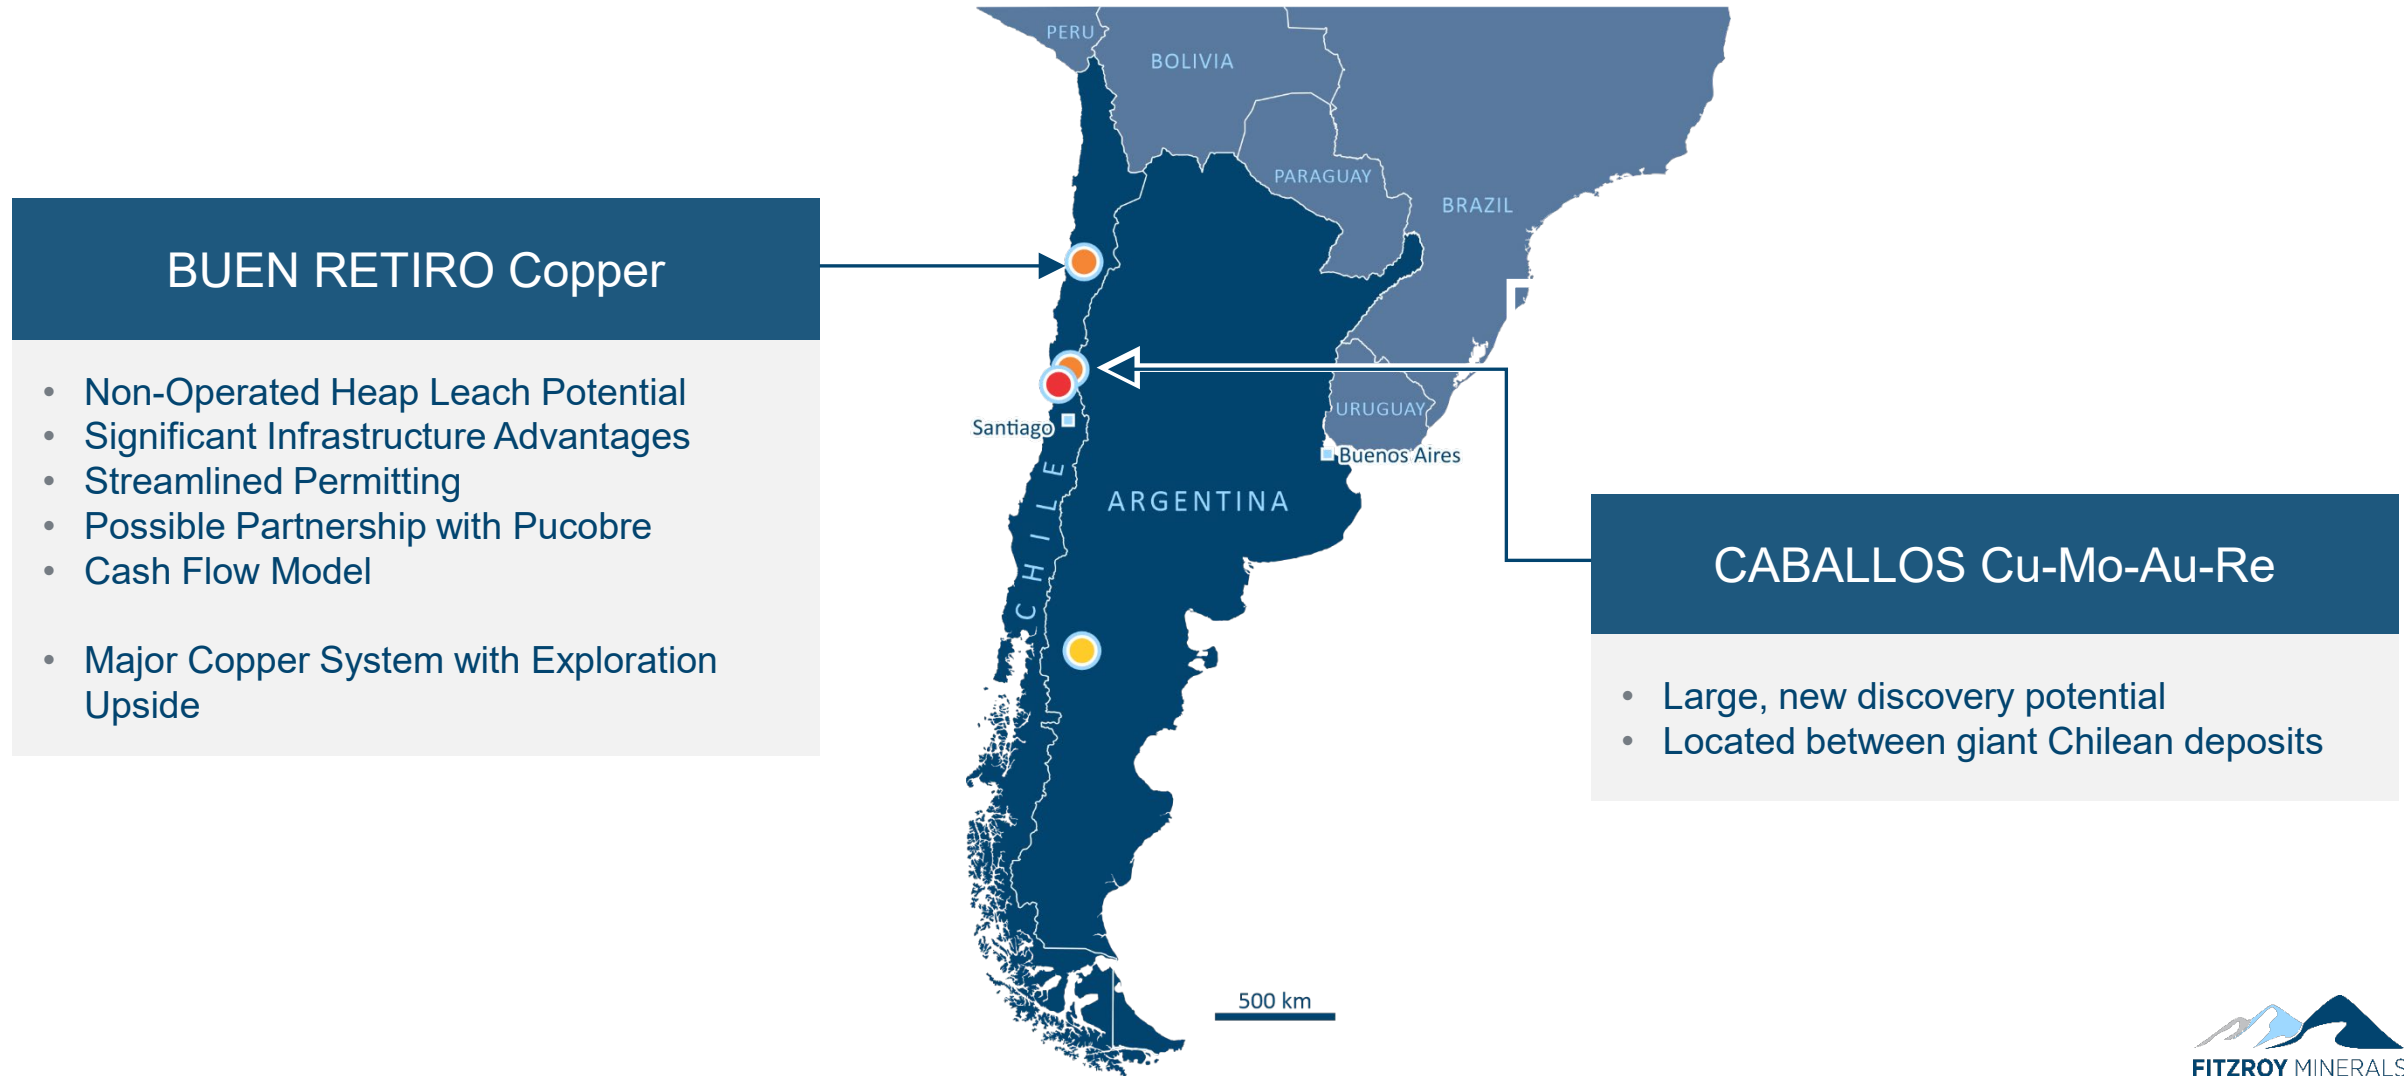 PERU
BOLIVIA
PARAGUAY
BRAZIL
BUEN RETIRO Copper
• Non-Operated Heap Leach Potential
• Significant Infrastructure Advantages
• Streamlined Permitting
• Possible Partnership with Pucobre
• Cash Flow Model
• Major Copper System with Exploration
Upside
Santiago
URUGUAY
Buenos Aires
CHILE
ARGENTINA
CABALLOS Cu-Mo-Au-Re
• Large, new discovery potential
• Located between giant Chilean deposits
500 km
FITZROY MINERALS